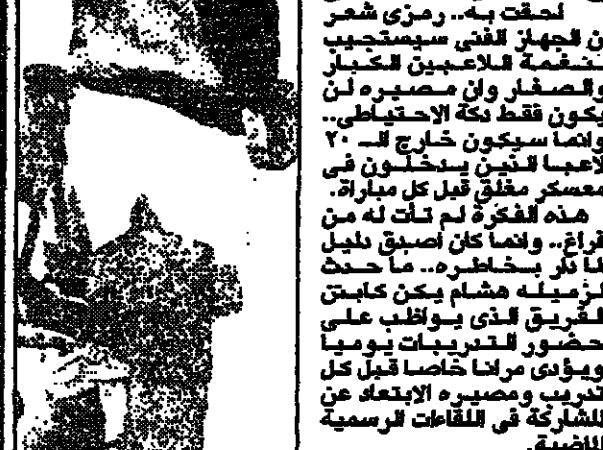 لحقت به.. رمزى شعر
ن الجهاز الفنى سيستجيب
لنغمة اللاعبين الكبار
والصغار وان مصيره لن
يكون فقط دكة الاحتياطى..
وانما سيكون خارج الـ ٢٠
لاعبا الذين يدخلون فى
معسكر مغلق قبل كل مباراة.
هذه الفكرة لم تأت له من
فراغ.. وانما كان اصدق دليل
لما دار بخاطره.. ما حدث
لزميله هشام يكن كابتن
الفريق الذى يواظب على
حضور التدريبات يوميا
ويؤدى مرانا خاصا قبل كل
تدريب ومصيره الابتعاد عن
المشاركة فى اللقاءات الرسمية
الماضية.